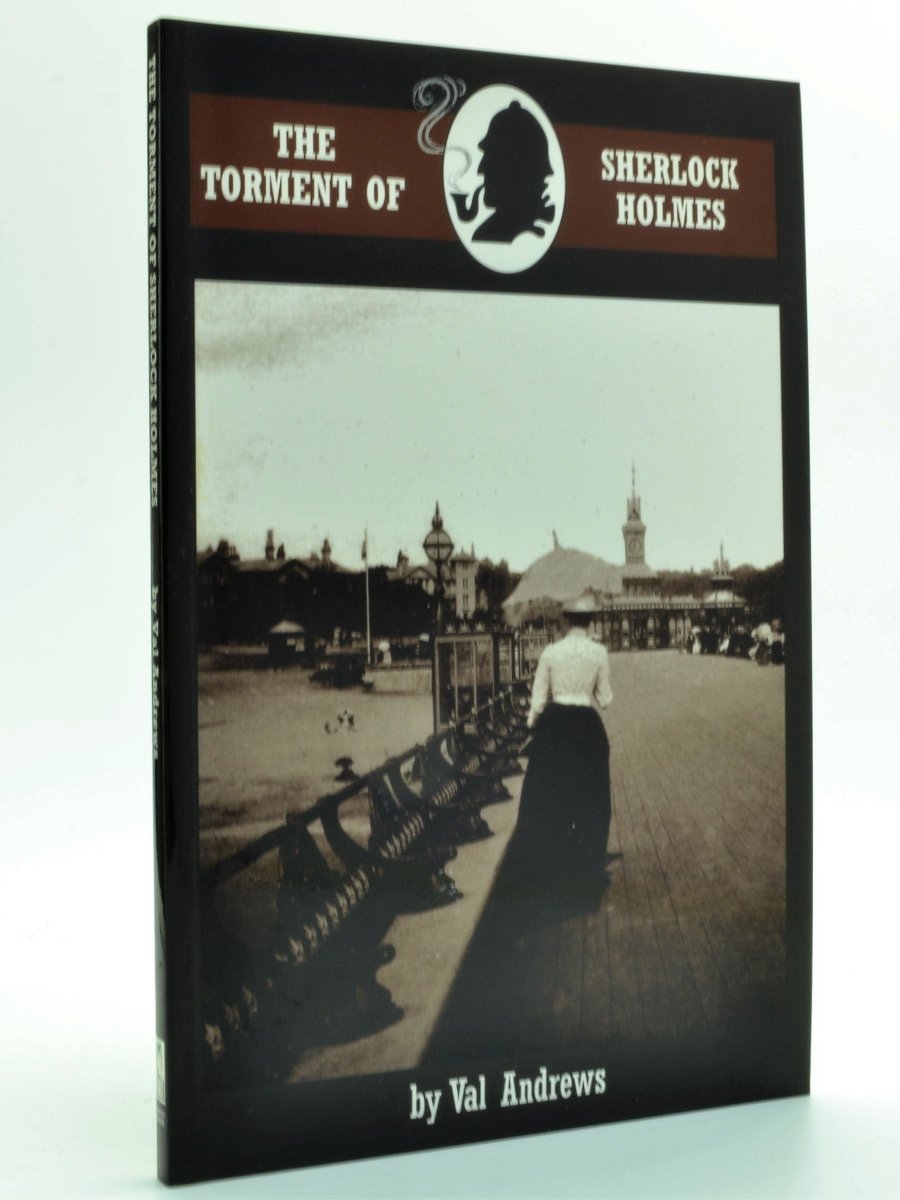 THE TORMENT OF SHERLOCK HOLMES by Val Andrews
THE
TORMENT OF
SHERLOCK
HOLMES
by Val Andrews